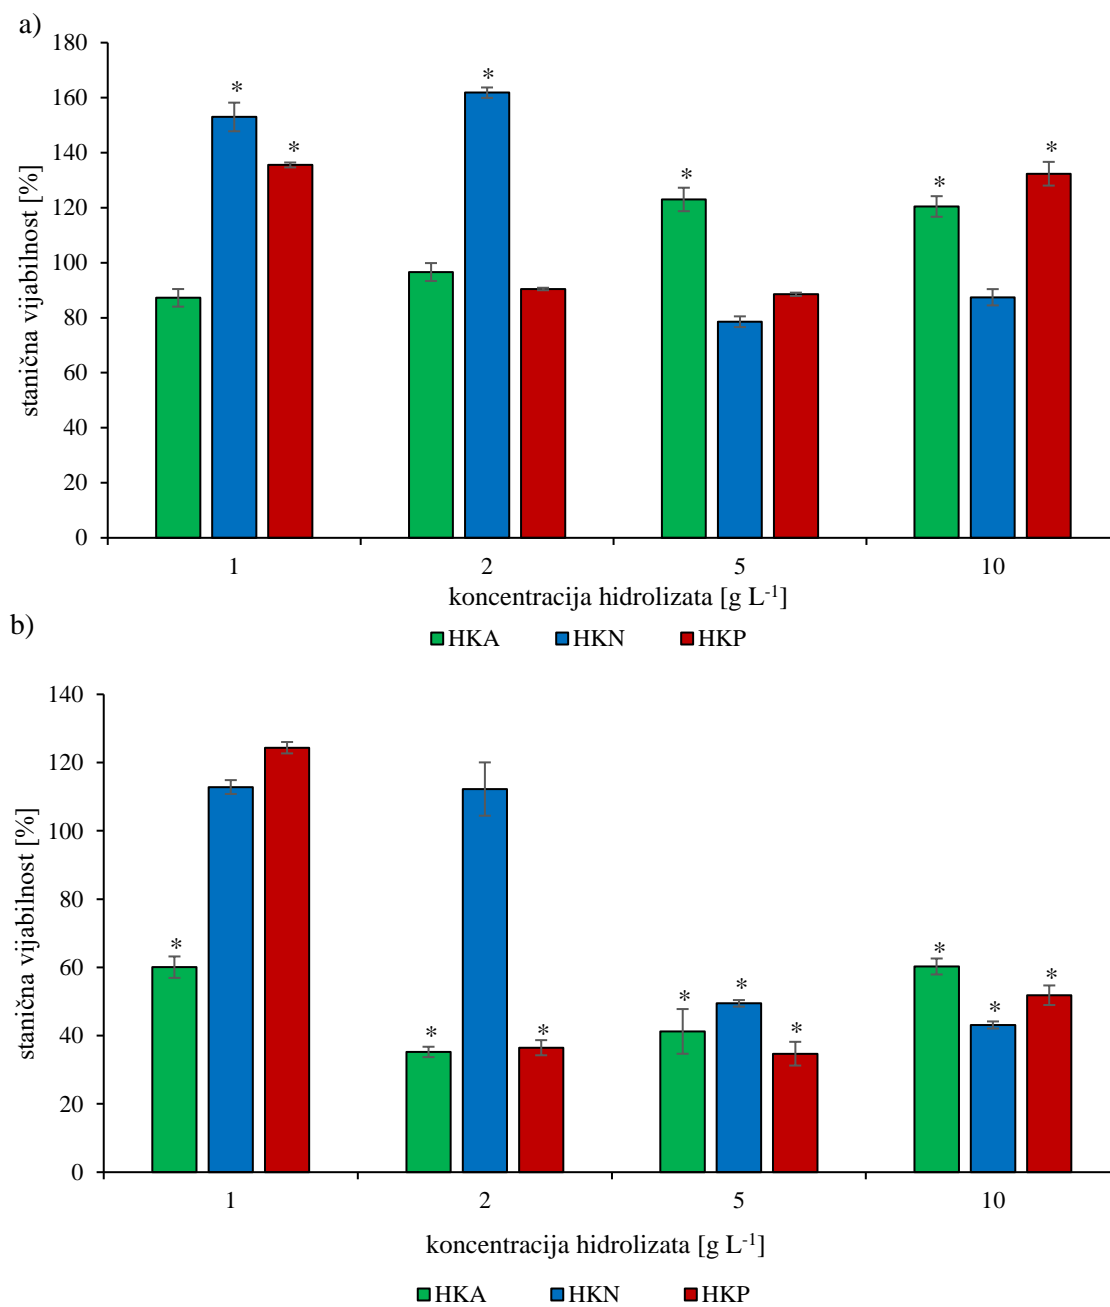 a)
stanična vijabilnost [%]
180
160
140
120
100
80
60
40
20
0
* * * * * *
1 2 5 10
koncentracija hidrolizata [g L-1]
HKA HKN HKP
b)
stanična vijabilnost [%]
140
120
100
80
60
40
20
0
* * * * * * * * *
1 2 5 10
koncentracija hidrolizata [g L-1]
HKA HKN HKP